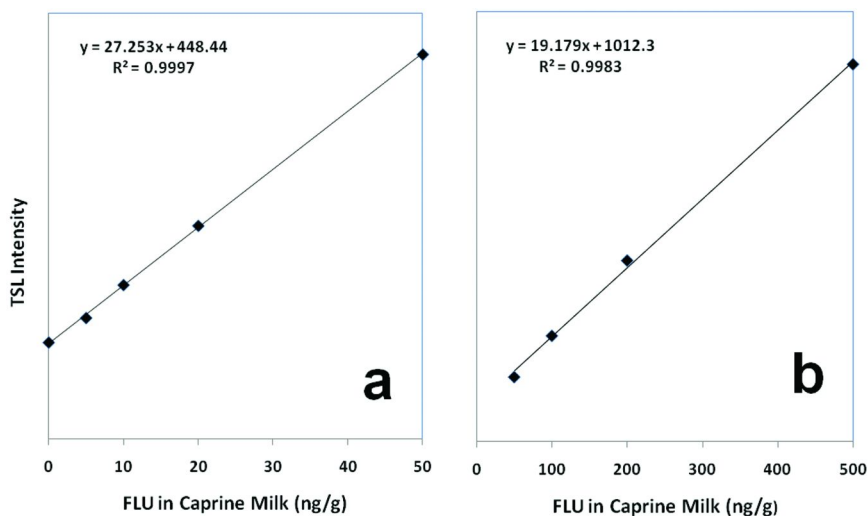 y = 27.253x + 448.44
R² = 0.9997
TSL Intensity
a
0 10 20 30 40 50
FLU in Caprine Milk (ng/g)
y = 19.179x + 1012.3
R² = 0.9983
b
0 100 200 300 400 500
FLU in Caprine Milk (ng/g)